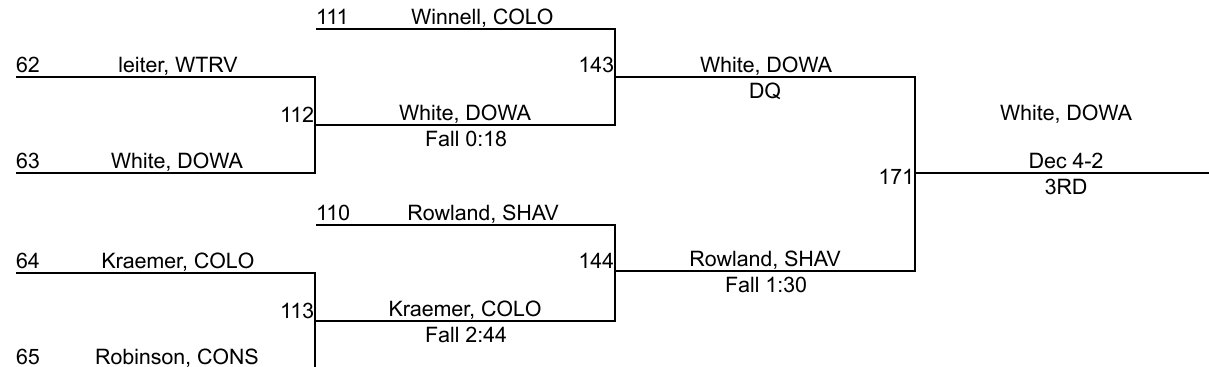 111 Winnell, COLO
62 leiter, WTRV
143 White, DOWA
DQ
112 White, DOWA
Fall 0:18
White, DOWA
63 White, DOWA
171 Dec 4-2
3RD
110 Rowland, SHAV
64 Kraemer, COLO
144 Rowland, SHAV
Fall 1:30
113 Kraemer, COLO
Fall 2:44
65 Robinson, CONS